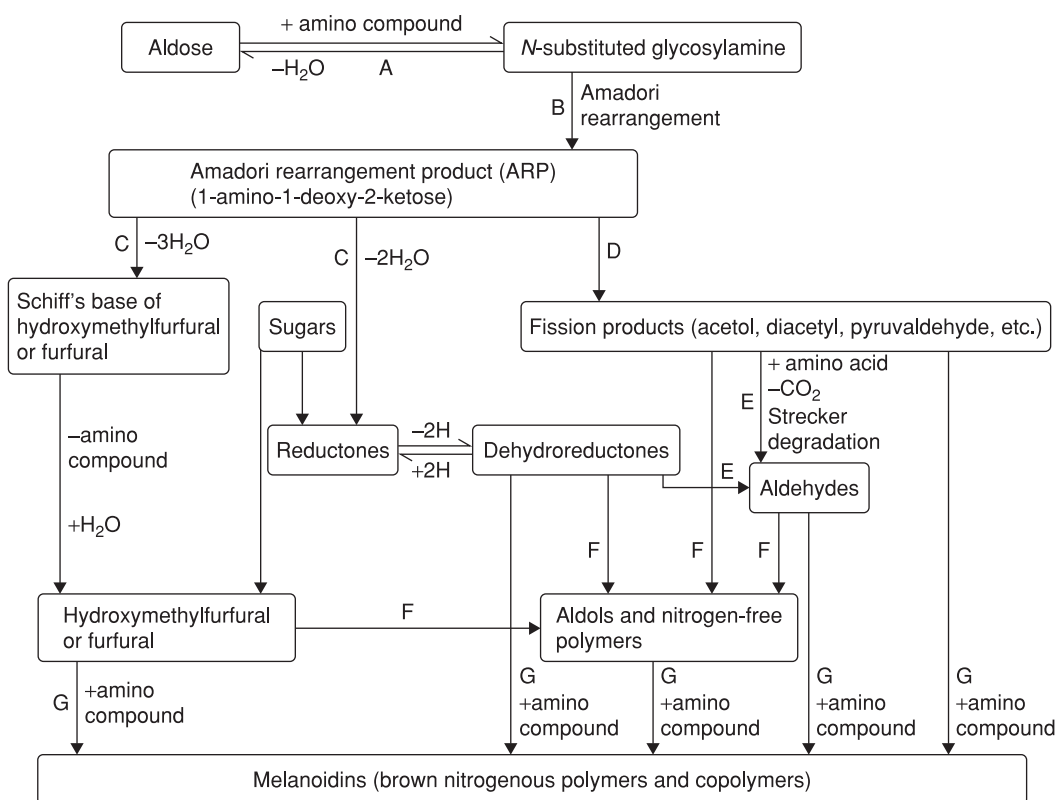 + amino compound
Aldose
N-substituted glycosylamine
–H₂O
A
B
Amadori
rearrangement
Amadori rearrangement product (ARP)
(1-amino-1-deoxy-2-ketose)
C
–3H₂O
C
–2H₂O
D
Schiff's base of
hydroxymethylfurfural
or furfural
Sugars
Fission products (acetol, diacetyl, pyruvaldehyde, etc.)
+ amino acid
–CO₂
E
Strecker
degradation
–amino
compound
+H₂O
Reductones
–2H
+2H
Dehydroreductones
E
Aldehydes
F
F
F
Hydroxymethylfurfural
or furfural
F
Aldols and nitrogen-free
polymers
G
+amino
compound
G
+amino
compound
G
+amino
compound
G
+amino
compound
G
+amino
compound
Melanoidins (brown nitrogenous polymers and copolymers)